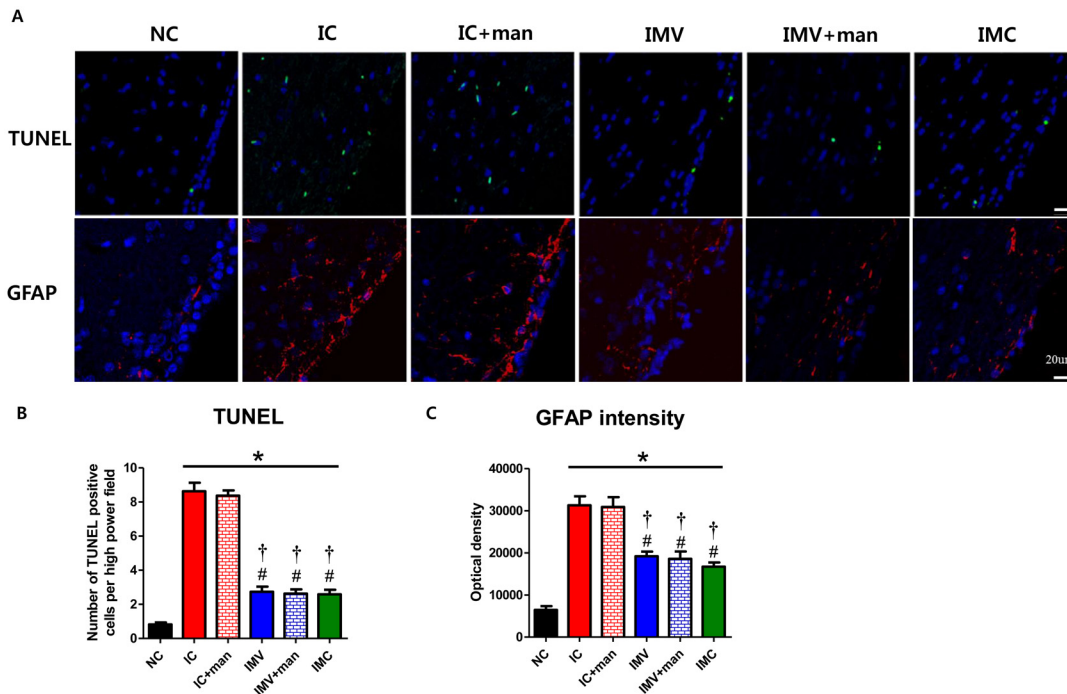 A
NC IC IC+man IMV IMV+man IMC
TUNEL
GFAP
20u
B
TUNEL
Number of TUNEL positive
cells per high power field
10
8
6
4
2
0
*
† † †
# # #
NC IC IC+man IMV IMV+man IMC
C
GFAP intensity
Optical density
40000
30000
20000
10000
0
*
† † †
# # #
NC IC IC+man IMV IMV+man IMC